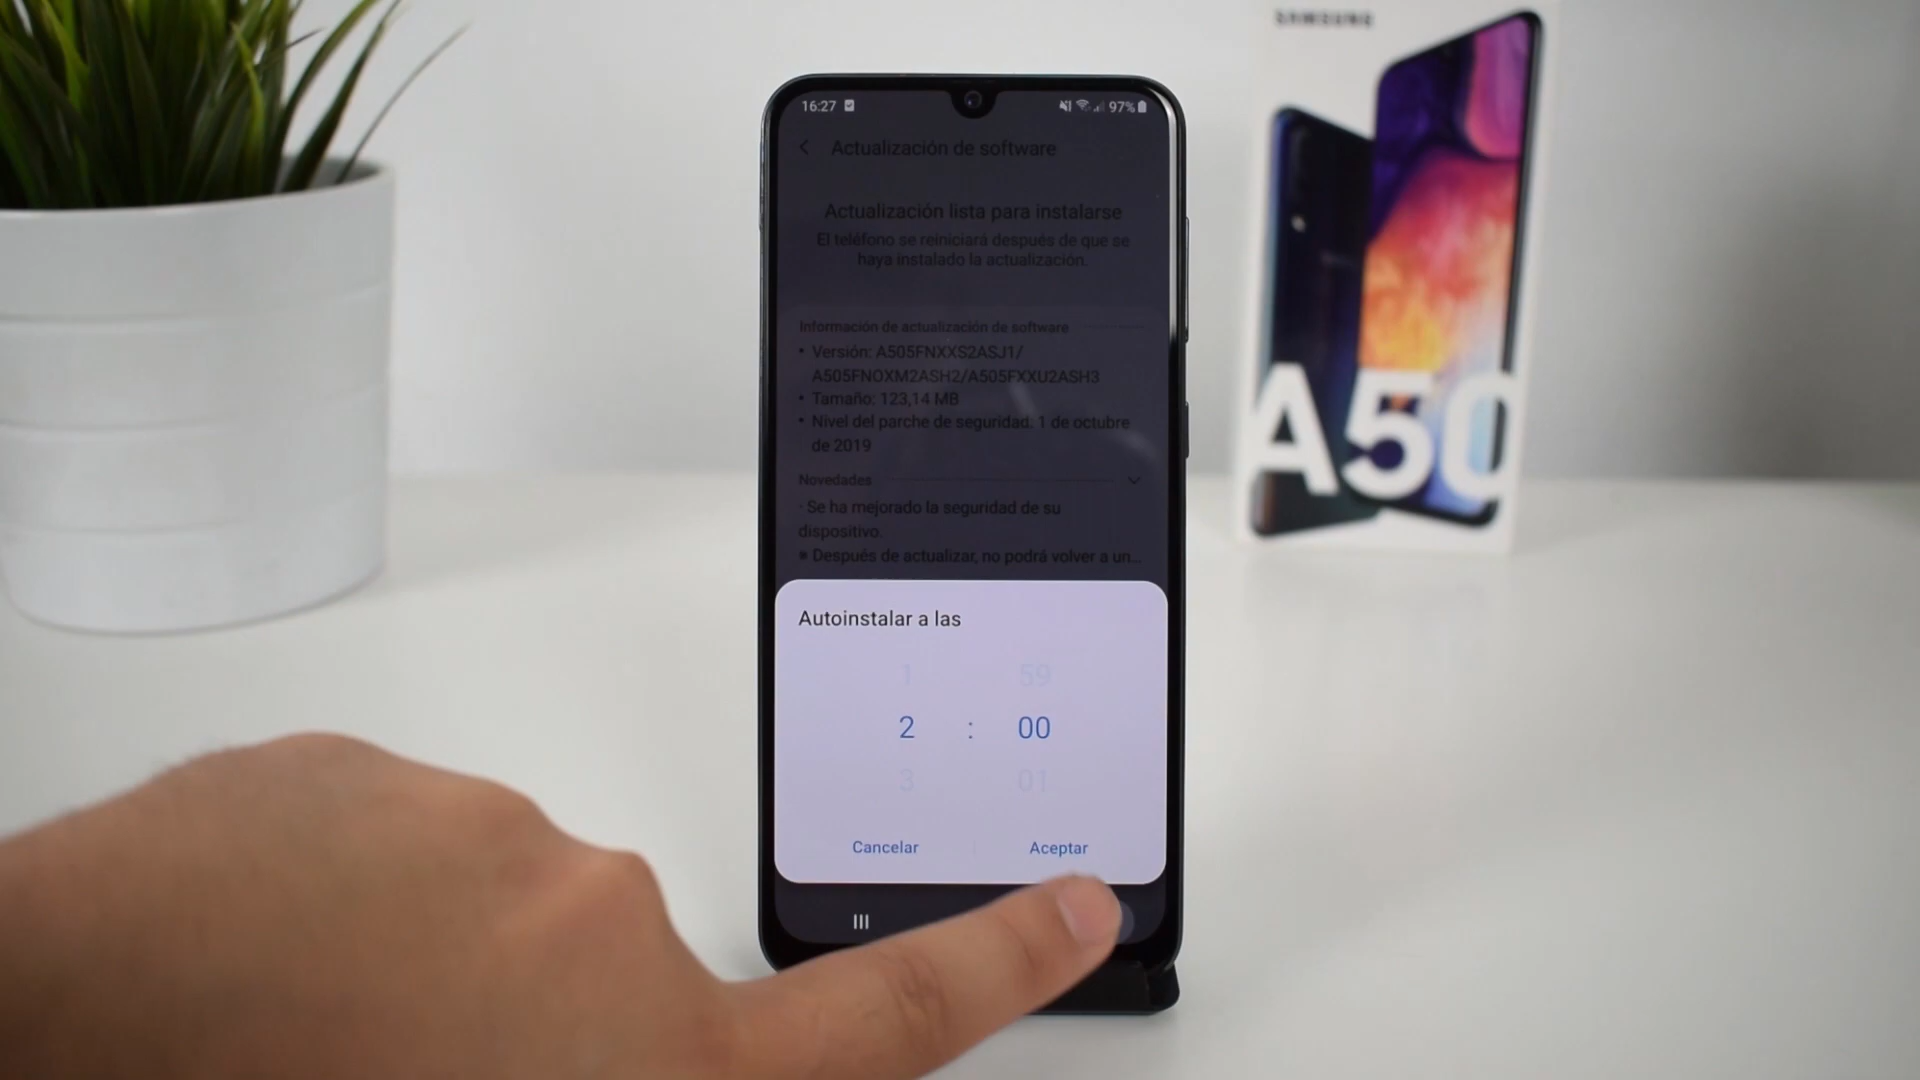 SAMSUNG
A50
16:27
97%
Actualización de software
Actualización lista para instalarse
El teléfono se reiniciará después de que se
haya instalado la actualización.
Información de actualización de software
• Versión: A505FNXXS2ASJ1/
A505FNOXM2ASH2/A505FXXU2ASH3
• Tamaño: 123,14 MB
• Nivel del parche de seguridad: 1 de octubre
de 2019
Novedades
· Se ha mejorado la seguridad de su
dispositivo.
※ Después de actualizar, no podrá volver a un...
Autoinstalar a las
1 59
2 : 00
3 01
Cancelar Aceptar